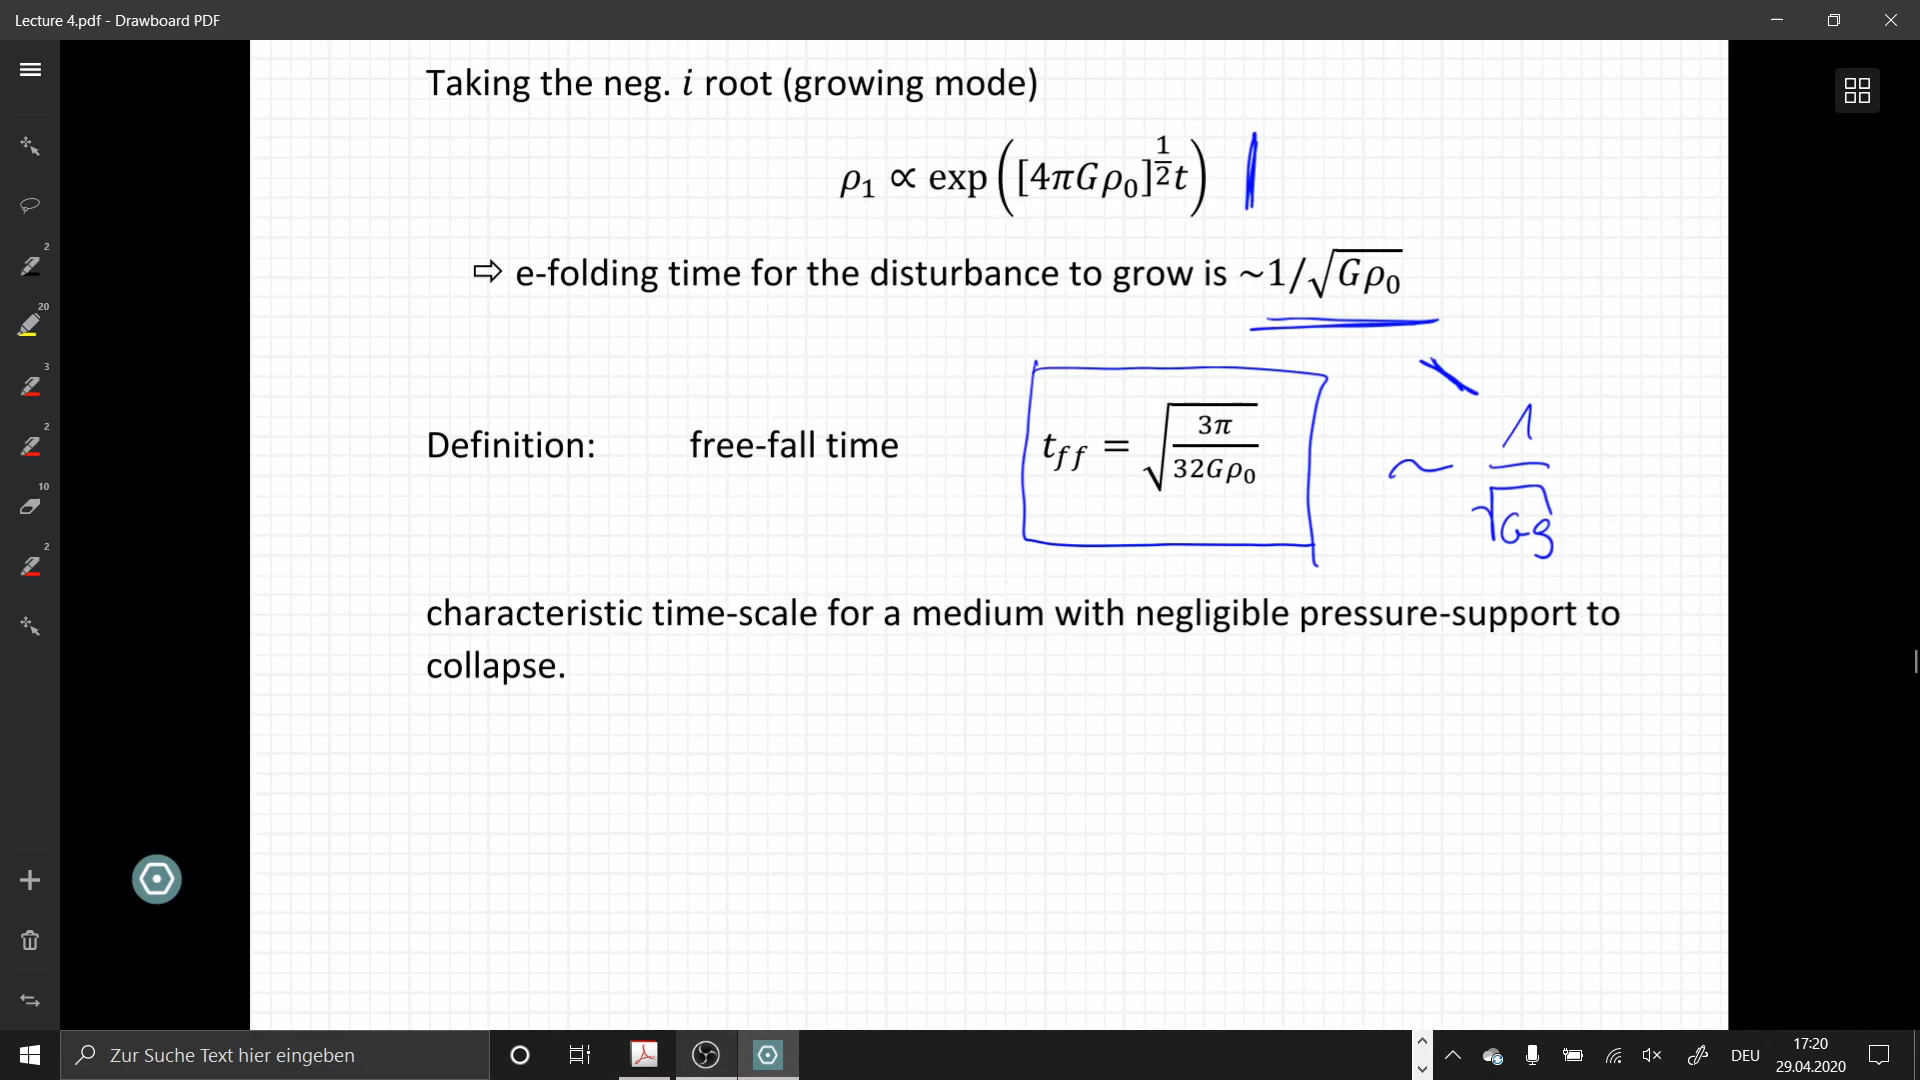 Lecture 4.pdf - Drawboard PDF
Taking the neg. i root (growing mode)
ρ₁ ∝ exp([4πGρ₀]^{1/2} t)
⇨ e-folding time for the disturbance to grow is ~1/√(Gρ₀)
Definition: free-fall time t_ff = √(3π/(32Gρ₀)) ~ 1/√(Gρ)
characteristic time-scale for a medium with negligible pressure-support to
collapse.
2
20
3
2
10
2
Zur Suche Text hier eingeben
DEU
17:20
29.04.2020